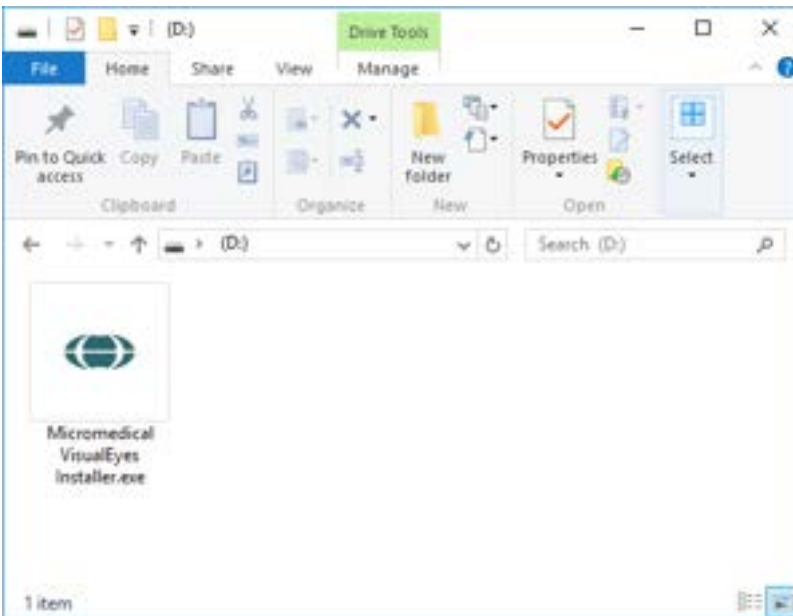 (D:)
Drive Tools
File Home Share View Manage
Pin to Quick access
Copy
Paste
New folder
Properties
Select
Clipboard Organize New Open
(D:)
Search (D:)
Micromedical
VisualEyes
Installer.exe
1 item